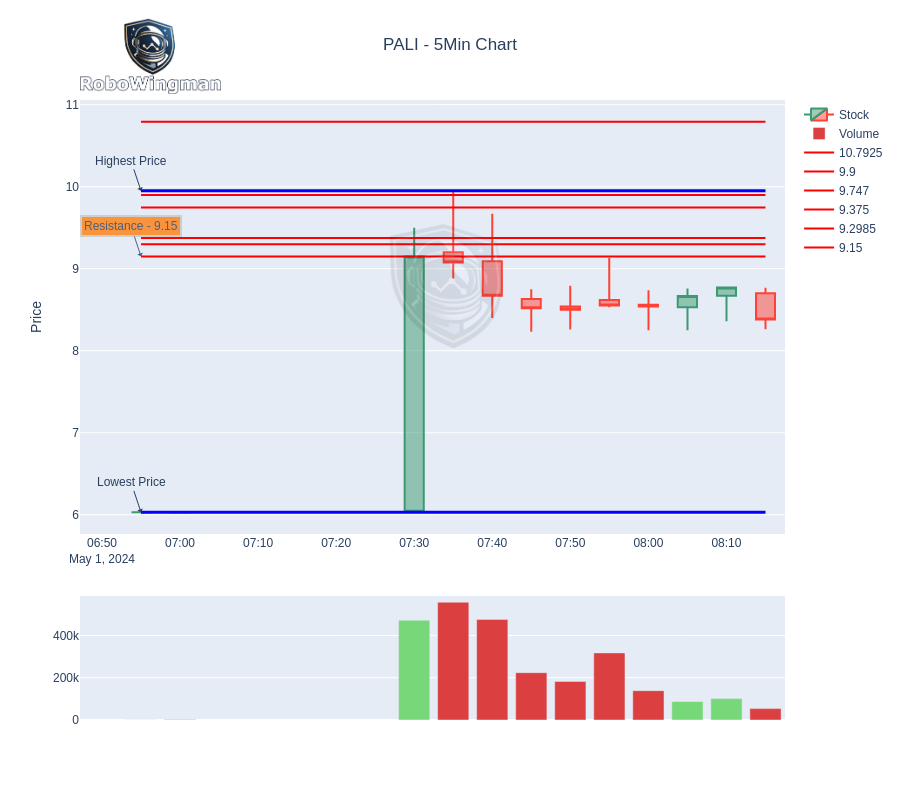 RoboWingman
PALI - 5Min Chart
11
10
9
8
7
6
Price
Highest Price
Resistance - 9.15
Lowest Price
06:50
07:00
07:10
07:20
07:30
07:40
07:50
08:00
08:10
May 1, 2024
400k
200k
0
Stock
Volume
10.7925
9.9
9.747
9.375
9.2985
9.15